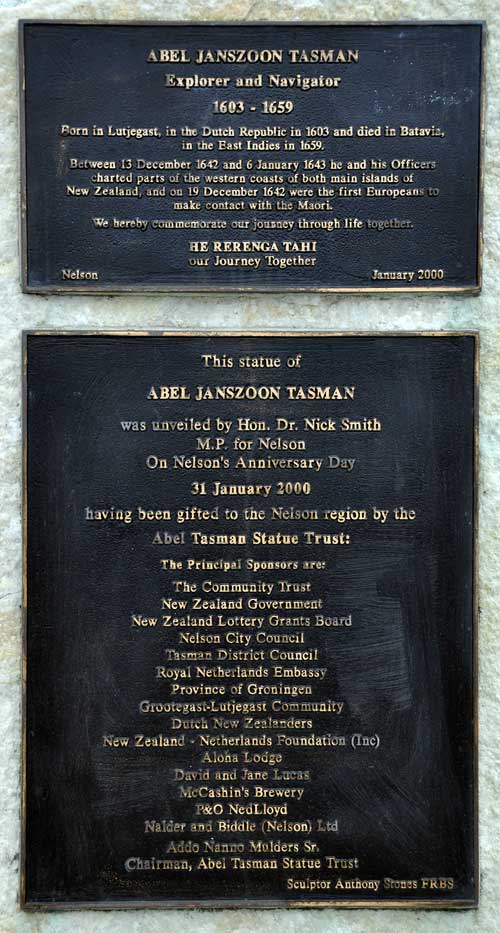 ABEL JANSZOON TASMAN
Explorer and Navigator
1603 - 1659
Born in Lutjegast, in the Dutch Republic in 1603 and died in Batavia,
in the East Indies in 1659.
Between 13 December 1642 and 6 January 1643 he and his Officers
charted parts of the western coasts of both main islands of
New Zealand, and on 19 December 1642 were the first Europeans to
make contact with the Maori.
We hereby commemorate our journey through life together.
HE RERENGA TAHI
our Journey Together
Nelson January 2000
This statue of
ABEL JANSZOON TASMAN
was unveiled by Hon. Dr. Nick Smith
M.P. for Nelson
On Nelson's Anniversary Day
31 January 2000
having been gifted to the Nelson region by the
Abel Tasman Statue Trust:
The Principal Sponsors are:
The Community Trust
New Zealand Government
New Zealand Lottery Grants Board
Nelson City Council
Tasman District Council
Royal Netherlands Embassy
Province of Groningen
Grootegast-Lutjegast Community
Dutch New Zealanders
New Zealand - Netherlands Foundation (Inc)
Aloha Lodge
David and Jane Lucas
McCashin's Brewery
P&O NedLloyd
Nalder and Biddle (Nelson) Ltd
Addo Nanno Mulders Sr.
Chairman, Abel Tasman Statue Trust
Sculptor Anthony Stones FRBS